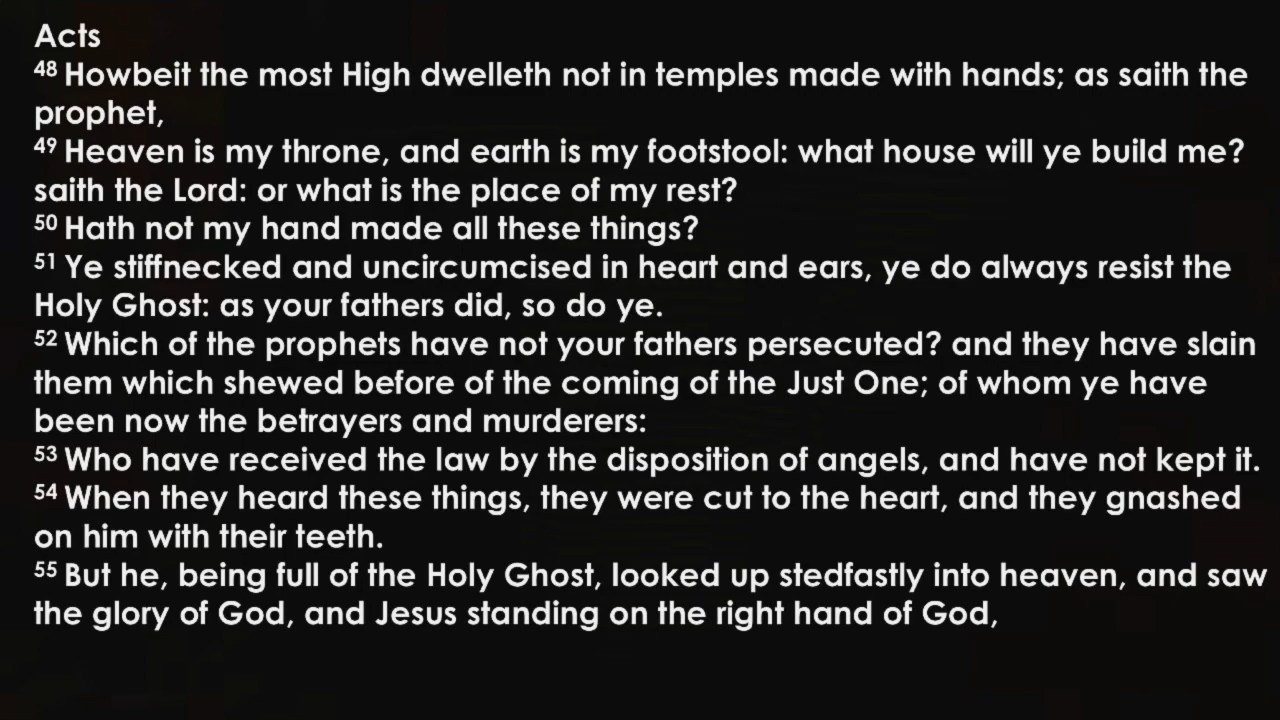 Acts
48 Howbeit the most High dwelleth not in temples made with hands; as saith the
prophet,
49 Heaven is my throne, and earth is my footstool: what house will ye build me?
saith the Lord: or what is the place of my rest?
50 Hath not my hand made all these things?
51 Ye stiffnecked and uncircumcised in heart and ears, ye do always resist the
Holy Ghost: as your fathers did, so do ye.
52 Which of the prophets have not your fathers persecuted? and they have slain
them which shewed before of the coming of the Just One; of whom ye have
been now the betrayers and murderers:
53 Who have received the law by the disposition of angels, and have not kept it.
54 When they heard these things, they were cut to the heart, and they gnashed
on him with their teeth.
55 But he, being full of the Holy Ghost, looked up stedfastly into heaven, and saw
the glory of God, and Jesus standing on the right hand of God,